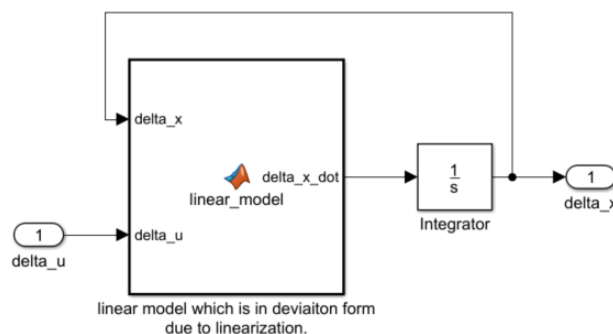 delta_x
delta_x_dot
linear_model
1
s
1
delta_x
Integrator
1
delta_u
delta_u
linear model which is in deviaiton form
due to linearization.